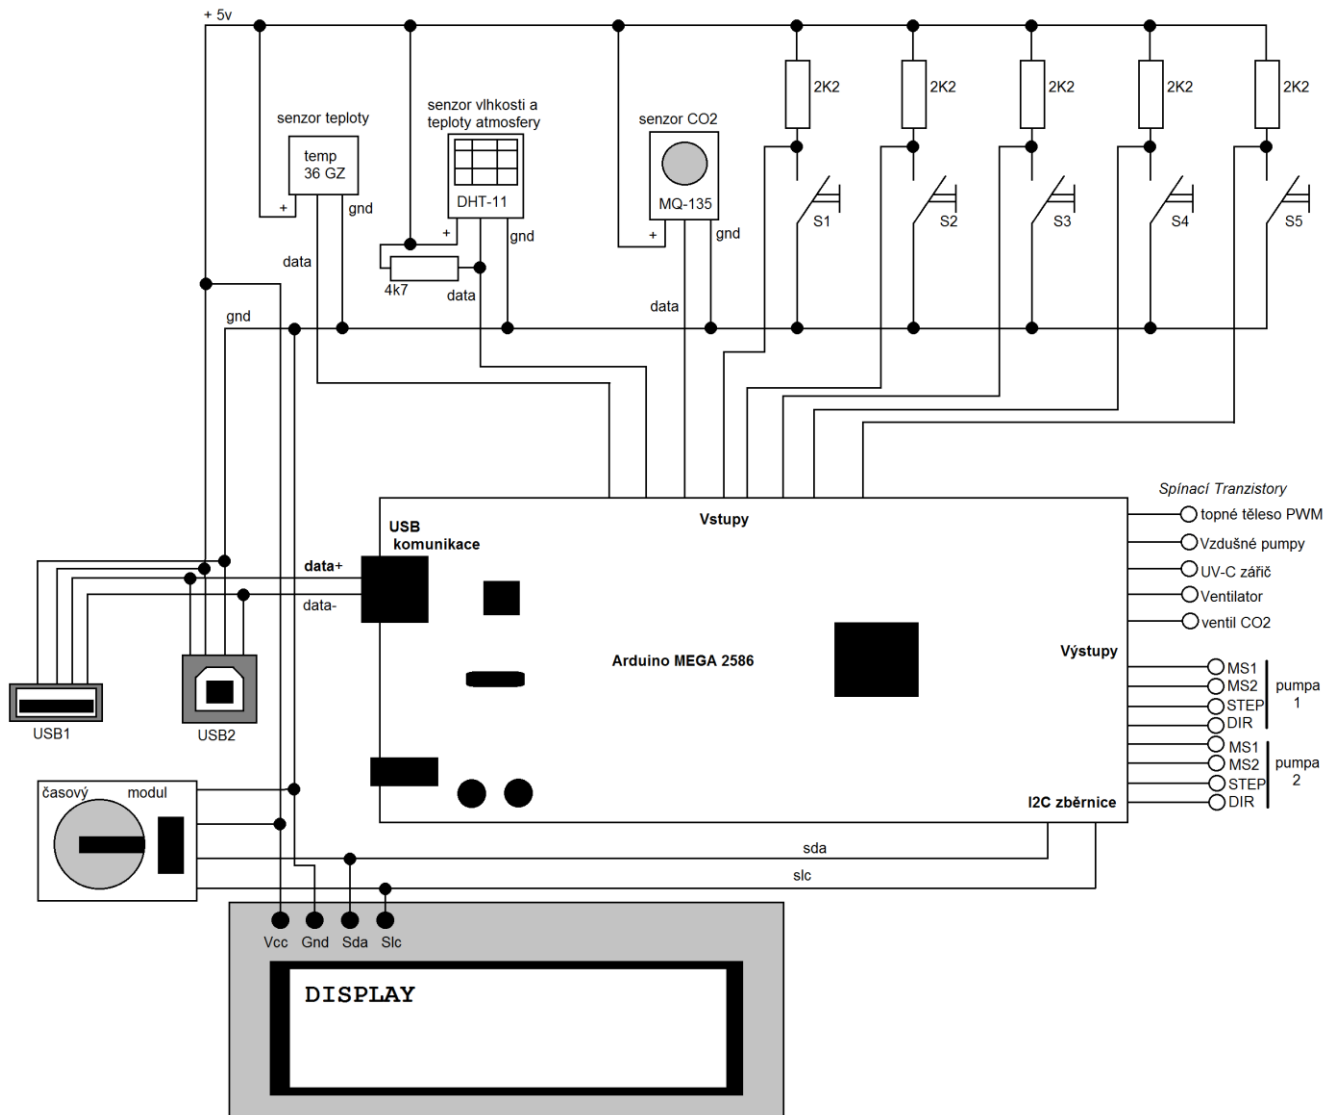 + 5v
senzor teploty
temp
36 GZ
+
gnd
data
senzor vlhkosti a
teploty atmosfery
DHT-11
+
gnd
4k7
data
senzor CO2
MQ-135
+
gnd
data
2K2
2K2
2K2
2K2
2K2
S1
S2
S3
S4
S5
gnd
USB
komunikace
Vstupy
data+
data-
Arduino MEGA 2586
Výstupy
I2C zběrnice
Spínací Tranzistory
topné těleso PWM
Vzdušné pumpy
UV-C zářič
Ventilator
ventil CO2
MS1
MS2
STEP
DIR
pumpa
1
MS1
MS2
STEP
DIR
pumpa
2
USB1
USB2
časový modul
sda
slc
Vcc Gnd Sda Slc
DISPLAY